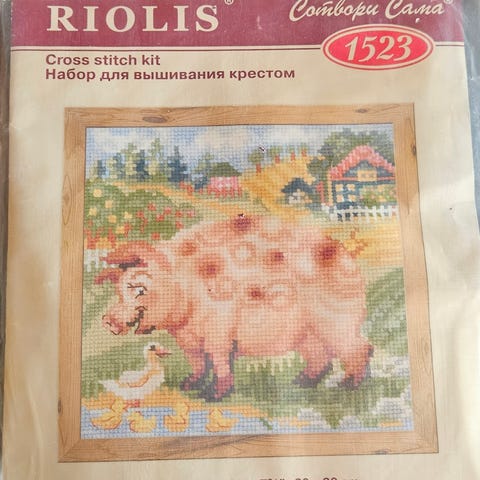 RIOLIS®
Сотвори Сама®
1523
Cross stitch kit
Набор для вышивания крестом